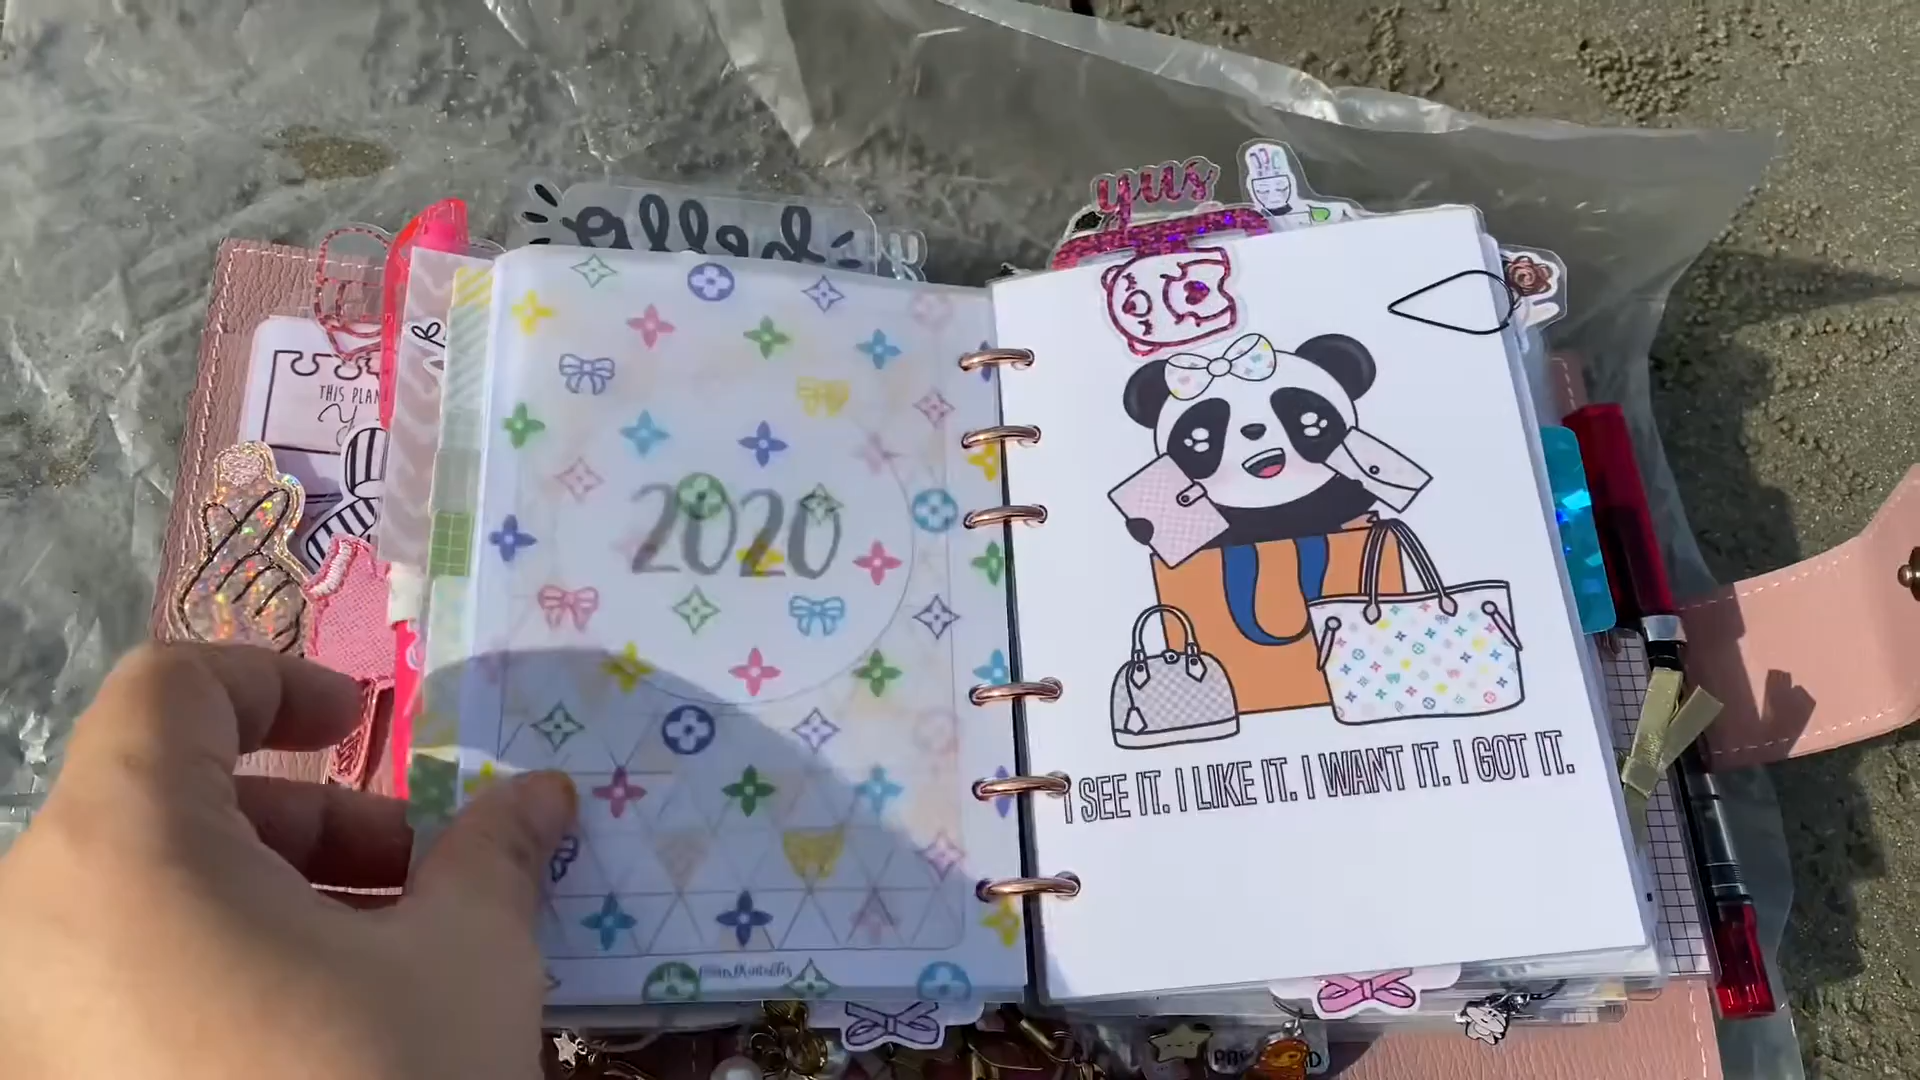 yus
THIS PLAN
2020
I SEE IT. I LIKE IT. I WANT IT. I GOT IT.